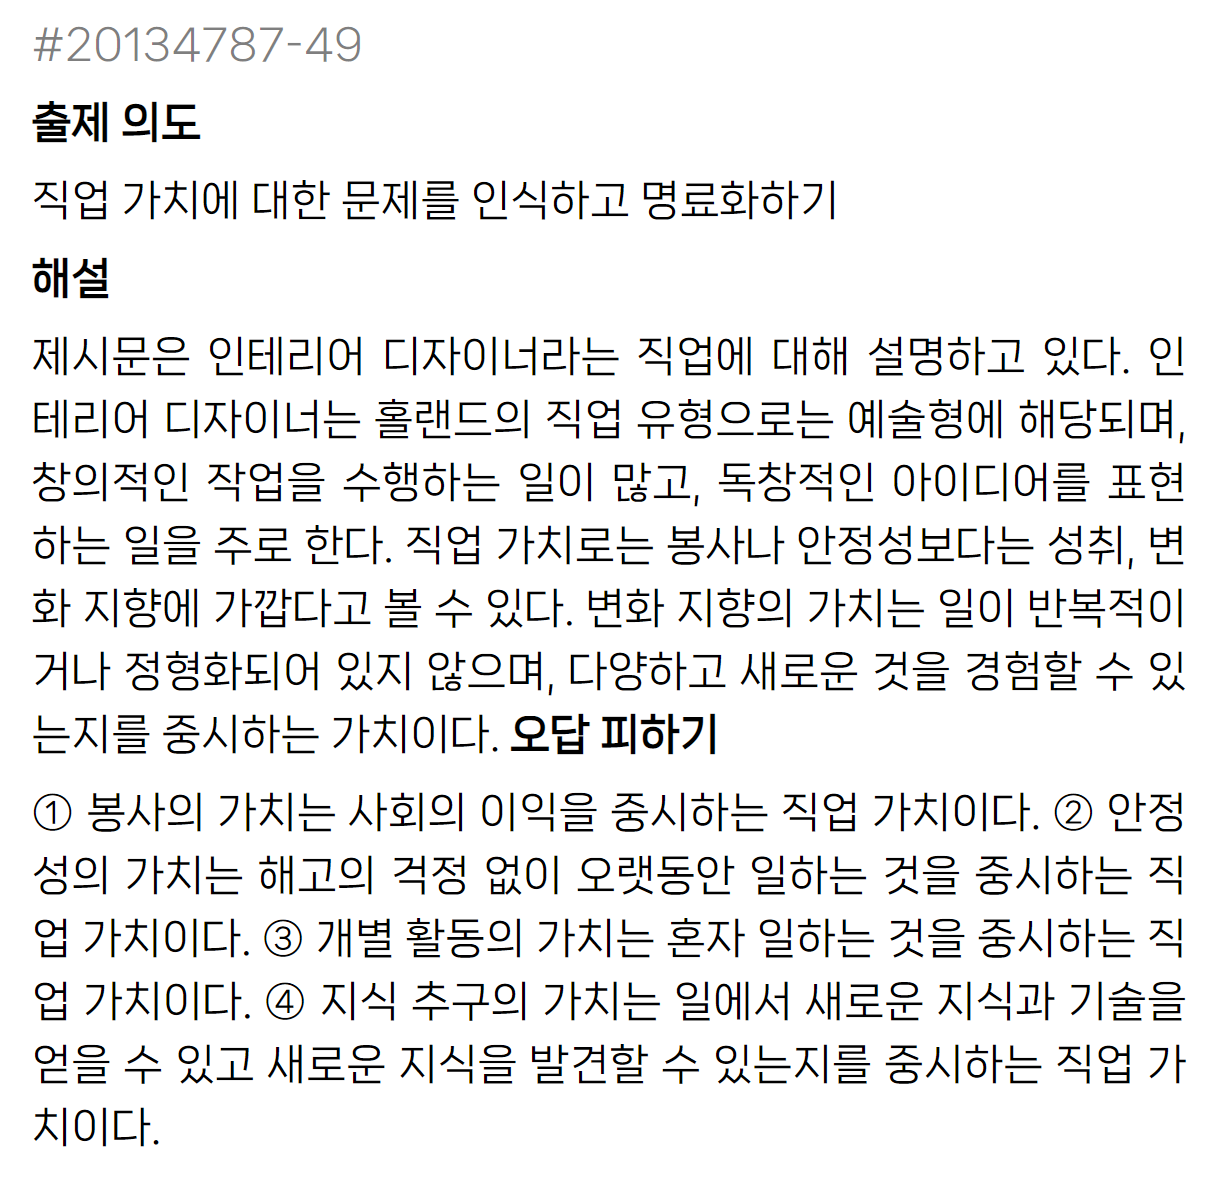 #20134787-49
출제 의도
직업 가치에 대한 문제를 인식하고 명료화하기
해설
제시문은 인테리어 디자이너라는 직업에 대해 설명하고 있다. 인
테리어 디자이너는 홀랜드의 직업 유형으로는 예술형에 해당되며,
창의적인 작업을 수행하는 일이 많고, 독창적인 아이디어를 표현
하는 일을 주로 한다. 직업 가치로는 봉사나 안정성보다는 성취, 변
화 지향에 가깝다고 볼 수 있다. 변화 지향의 가치는 일이 반복적이
거나 정형화되어 있지 않으며, 다양하고 새로운 것을 경험할 수 있
는지를 중시하는 가치이다. 오답 피하기
① 봉사의 가치는 사회의 이익을 중시하는 직업 가치이다. ② 안정
성의 가치는 해고의 걱정 없이 오랫동안 일하는 것을 중시하는 직
업 가치이다. ③ 개별 활동의 가치는 혼자 일하는 것을 중시하는 직
업 가치이다. ④ 지식 추구의 가치는 일에서 새로운 지식과 기술을
얻을 수 있고 새로운 지식을 발견할 수 있는지를 중시하는 직업 가
치이다.